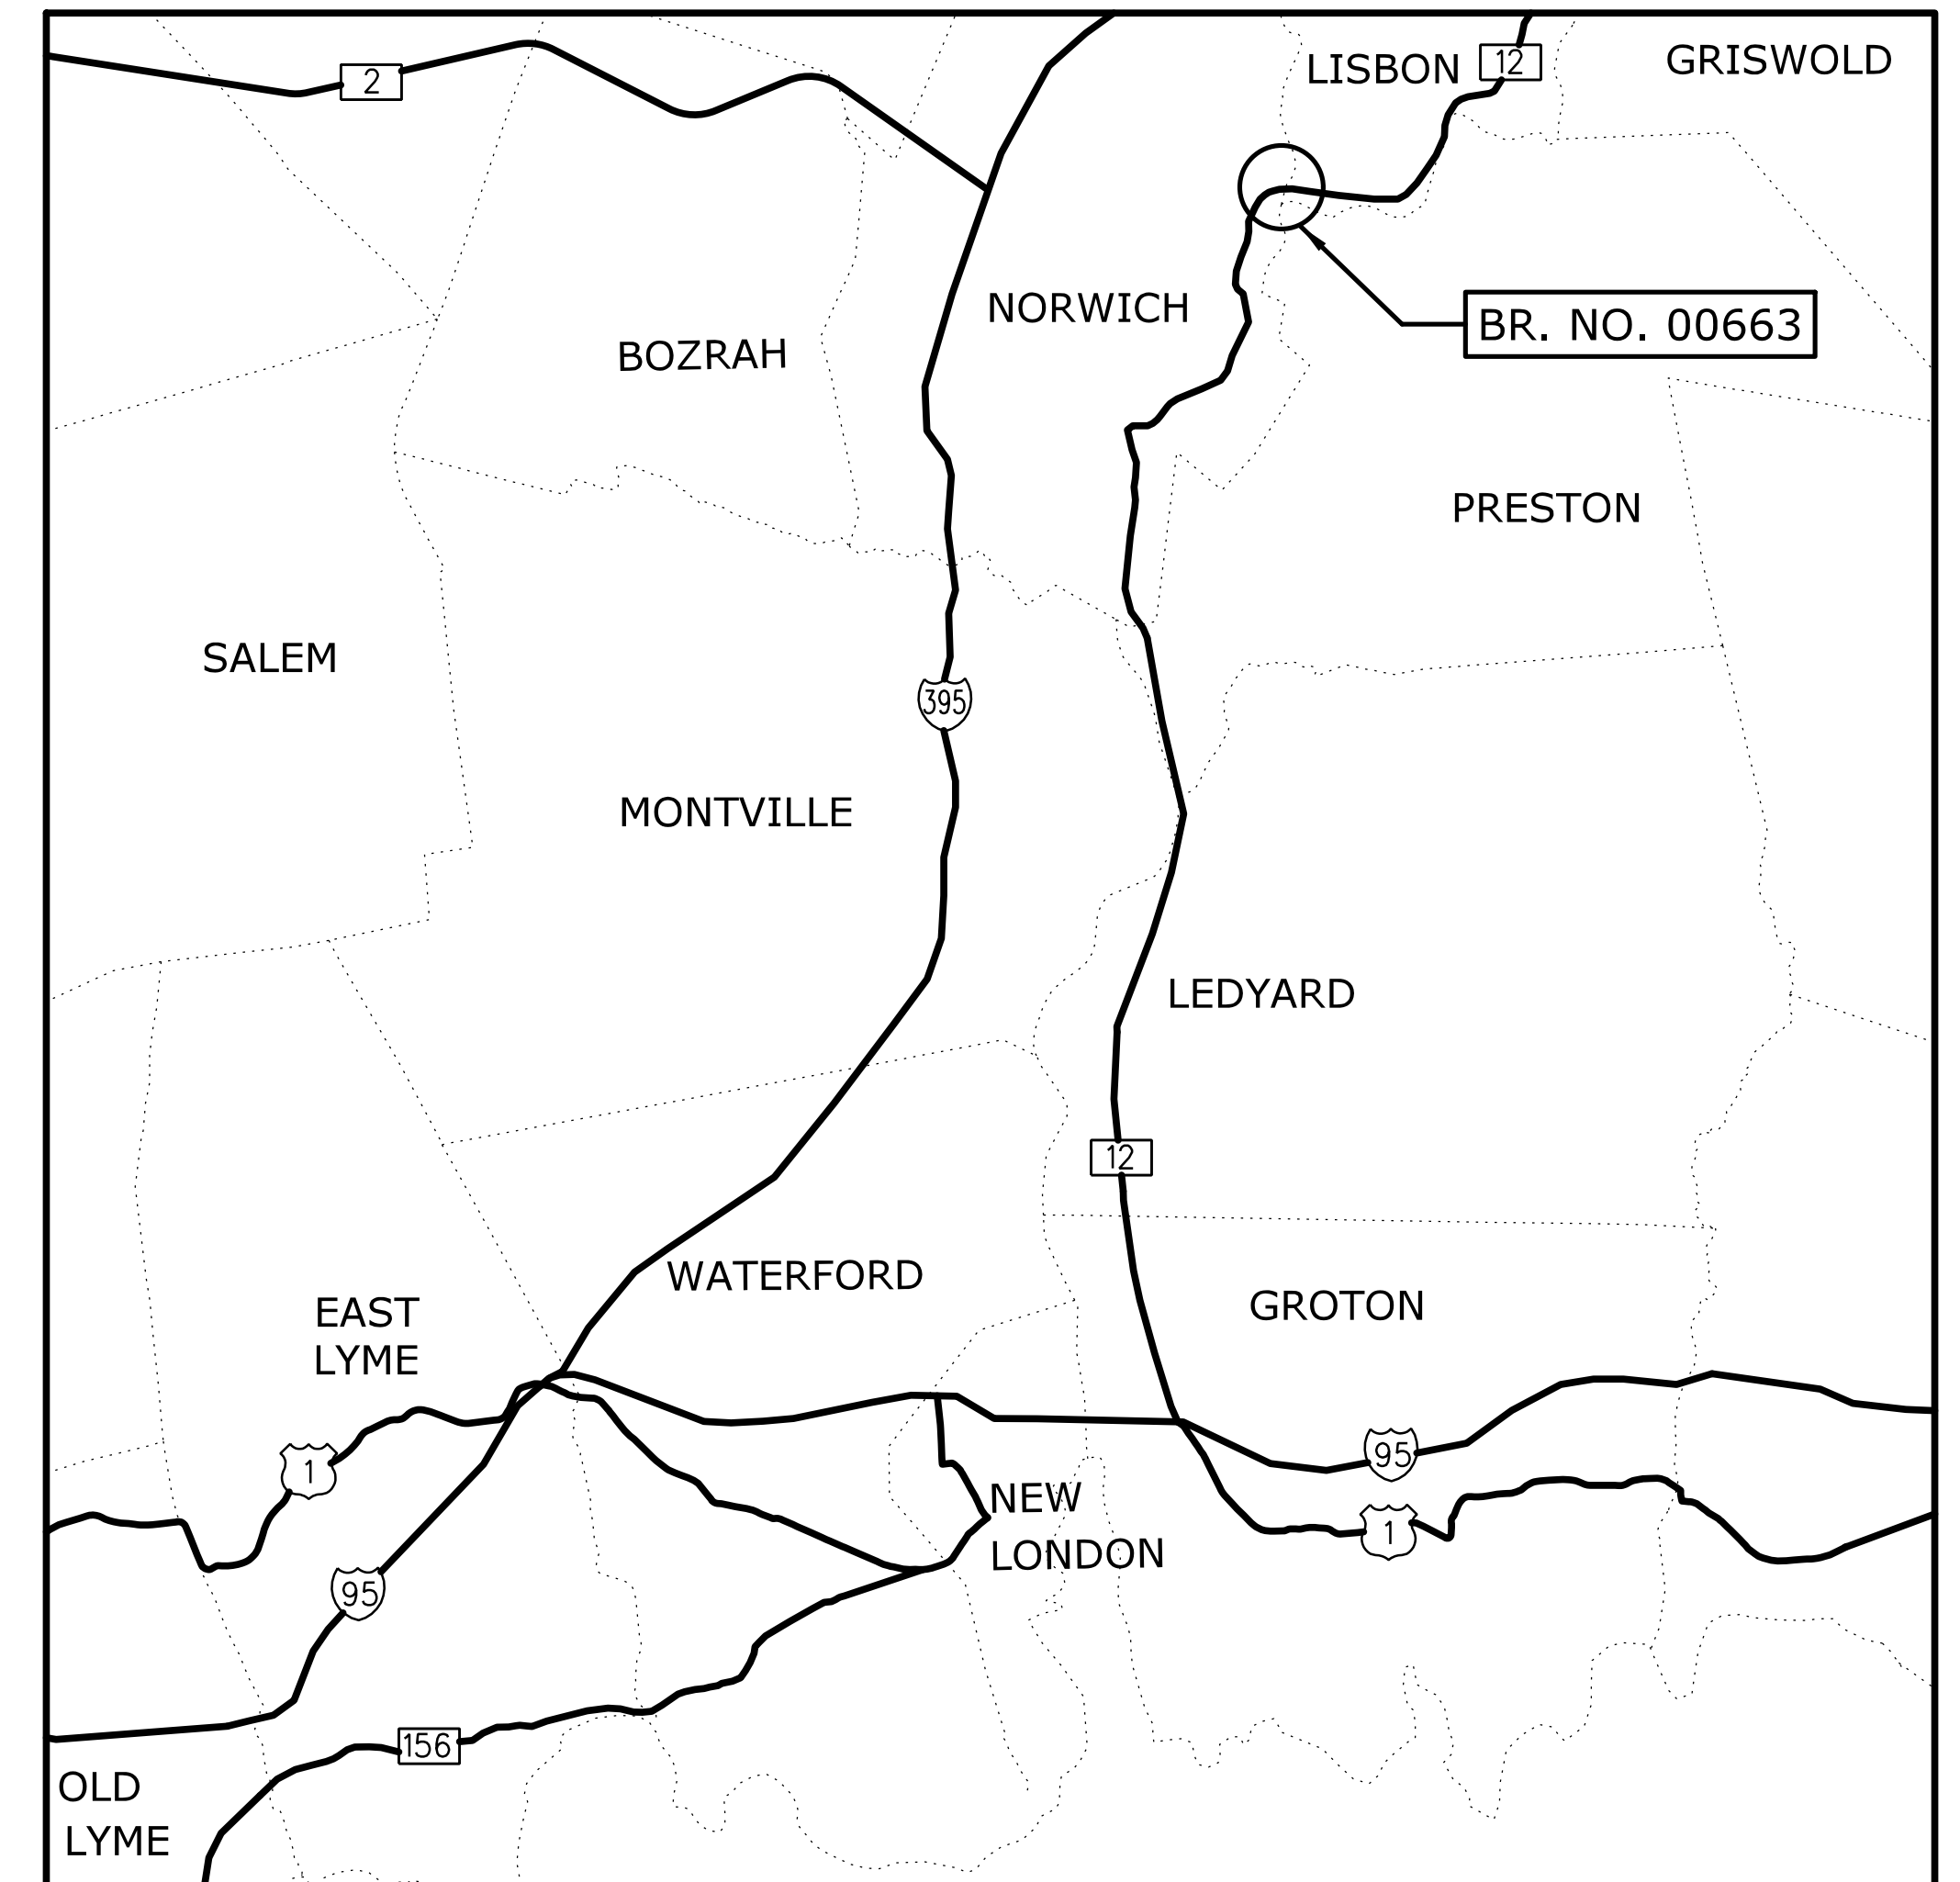 GRISWOLD
LISBON
12
2
NORWICH
BR. NO. 00663
BOZRAH
PRESTON
SALEM
395
MONTVILLE
LEDYARD
12
WATERFORD
GROTON
EAST
LYME
95
1
NEW
LONDON
1
95
156
OLD
LYME